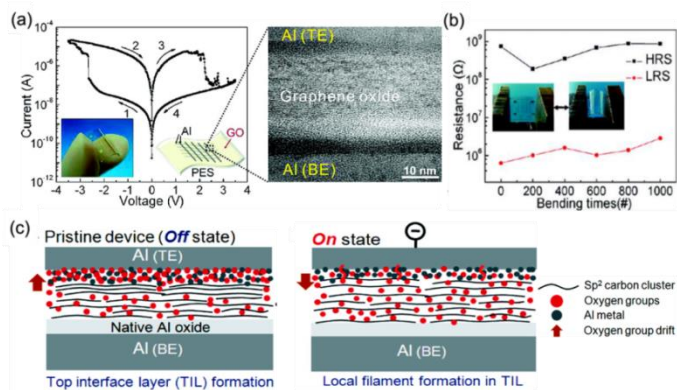 (a)
10⁻⁴
10⁻⁶
10⁻⁸
10⁻¹⁰
10⁻¹²
Current (A)
1
2
3
4
Al
GO
PES
-4 -3 -2 -1 0 1 2 3 4
Voltage (V)
Al (TE)
Graphene oxide
Al (BE)
10 nm
(b)
10⁹
10⁸
10⁷
10⁶
Resistance (Ω)
HRS
LRS
0 200 400 600 800 1000
Bending times(#)
(c)
Pristine device (Off state)
Al (TE)
Native Al oxide
Al (BE)
Top interface layer (TIL) formation
On state
Al (BE)
Local filament formation in TIL
Sp² carbon cluster
Oxygen groups
Al metal
Oxygen group drift